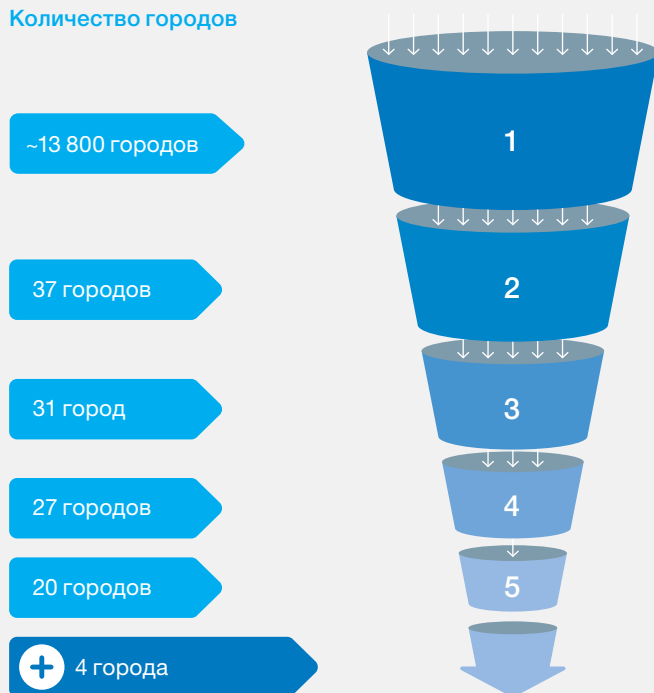 Количество городов
~13 800 городов
1
37 городов
2
31 город
3
27 городов
4
20 городов
5
+ 4 города